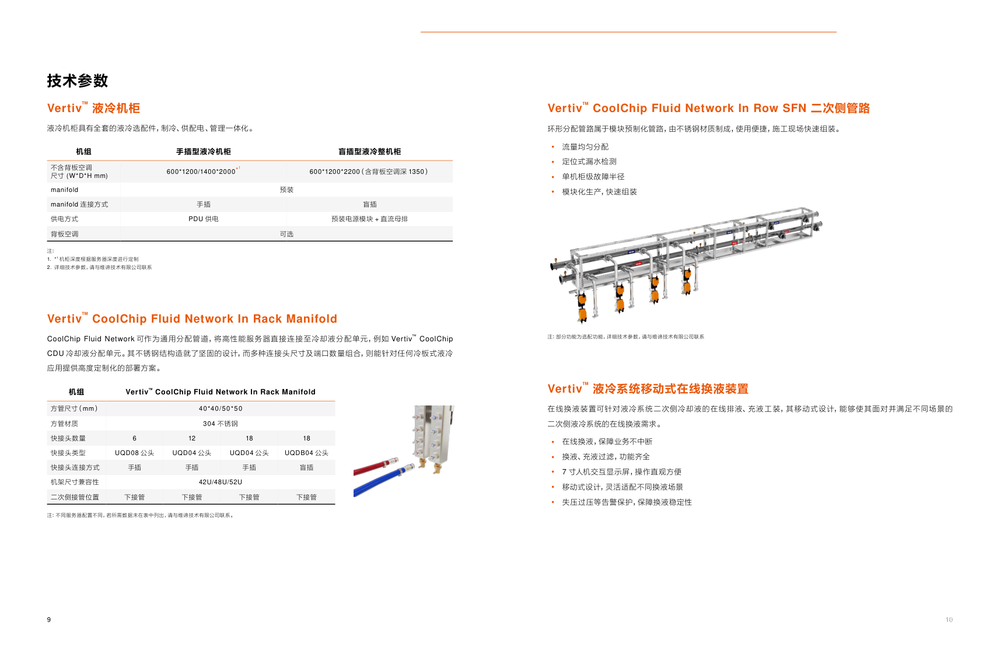 技术参数
Vertiv™ 液冷机柜
液冷机柜具有全套的液冷选配件，制冷、供配电、管理一体化。
机组 手插型液冷机柜 盲插型液冷整机柜
不含背板空调
尺寸 (W*D*H mm) 600*1200/1400*2000*1 600*1200*2200（含背板空调深 1350）
manifold 预装
manifold 连接方式 手插 盲插
供电方式 PDU 供电 预装电源模块 + 直流母排
背板空调 可选
注：
1. *1 机柜深度根据服务器深度进行定制
2. 详细技术参数，请与维谛技术有限公司联系
Vertiv™ CoolChip Fluid Network In Rack Manifold
CoolChip Fluid Network 可作为通用分配管道，将高性能服务器直接连接至冷却液分配单元，例如 Vertiv™ CoolChip
CDU 冷却液分配单元。其不锈钢结构造就了坚固的设计，而多种连接头尺寸及端口数量组合，则能针对任何冷板式液冷
应用提供高度定制化的部署方案。
机组 Vertiv™ CoolChip Fluid Network In Rack Manifold
方管尺寸（mm） 40*40/50*50
方管材质 304 不锈钢
快接头数量 6 12 18 18
快接头类型 UQD08 公头 UQD04 公头 UQD04 公头 UQDB04 公头
快接头连接方式 手插 手插 手插 盲插
机架尺寸兼容性 42U/48U/52U
二次侧接管位置 下接管 下接管 下接管 下接管
注：不同服务器配置不同，若所需数据未在表中列出，请与维谛技术有限公司联系。
9
Vertiv™ CoolChip Fluid Network In Row SFN 二次侧管路
环形分配管路属于模块预制化管路，由不锈钢材质制成，使用便捷，施工现场快速组装。
• 流量均匀分配
• 定位式漏水检测
• 单机柜级故障半径
• 模块化生产，快速组装
注：部分功能为选配功能，详细技术参数，请与维谛技术有限公司联系
Vertiv™ 液冷系统移动式在线换液装置
在线换液装置可针对液冷系统二次侧冷却液的在线排液、充液工装，其移动式设计，能够使其面对并满足不同场景的
二次侧液冷系统的在线换液需求。
• 在线换液，保障业务不中断
• 换液、充液过滤，功能齐全
• 7 寸人机交互显示屏，操作直观方便
• 移动式设计，灵活适配不同换液场景
• 失压过压等告警保护，保障换液稳定性
10